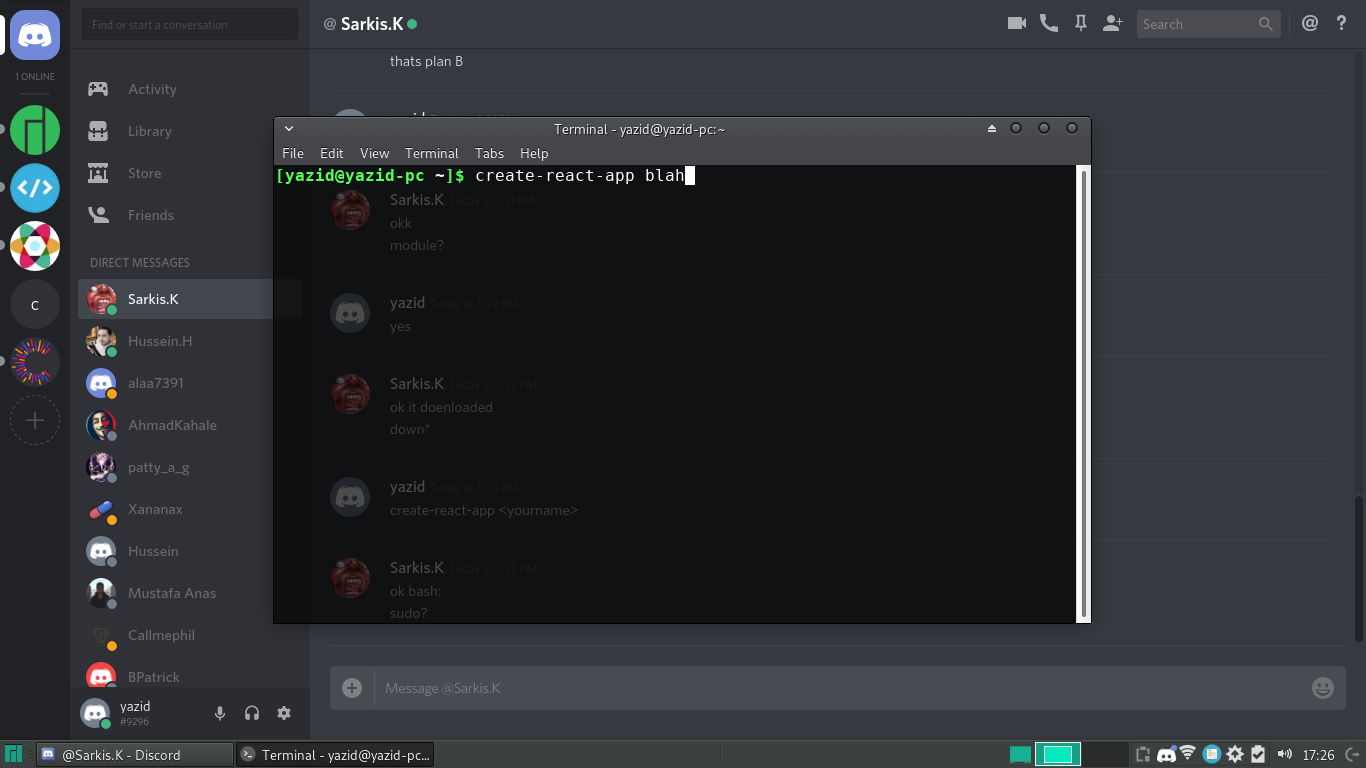 Find or start a conversation
@ Sarkis.K
Search
1 ONLINE
thats plan B
Activity
Library
Store
Friends
DIRECT MESSAGES
Sarkis.K
Hussein.H
alaa7391
AhmadKahale
patty_a_g
Xananax
Hussein
Mustafa Anas
Callmephil
BPatrick
C
yazid
#9296
Terminal - yazid@yazid-pc:~
File Edit View Terminal Tabs Help
[yazid@yazid-pc ~]$ create-react-app blah
Sarkis.K Today at 5:21 PM
okk
module?
yazid Today at 5:22 PM
yes
Sarkis.K Today at 5:23 PM
ok it doenloaded
down*
yazid Today at 5:23 PM
create-react-app <yourname>
Sarkis.K Today at 5:25 PM
ok bash:
sudo?
Message @Sarkis.K
@Sarkis.K - Discord
Terminal - yazid@yazid-pc...
17:26